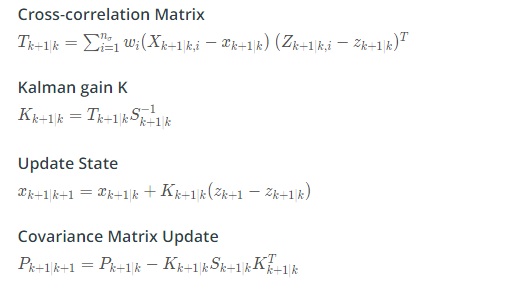 Cross-correlation Matrix
$T_{k+1|k} = \sum_{i=1}^{n_\sigma} w_i (X_{k+1|k,i} - x_{k+1|k}) \, (Z_{k+1|k,i} - z_{k+1|k})^T$
Kalman gain K
$K_{k+1|k} = T_{k+1|k} S_{k+1|k}^{-1}$
Update State
$x_{k+1|k+1} = x_{k+1|k} + K_{k+1|k} (z_{k+1} - z_{k+1|k})$
Covariance Matrix Update
$P_{k+1|k+1} = P_{k+1|k} - K_{k+1|k} S_{k+1|k} K_{k+1|k}^T$